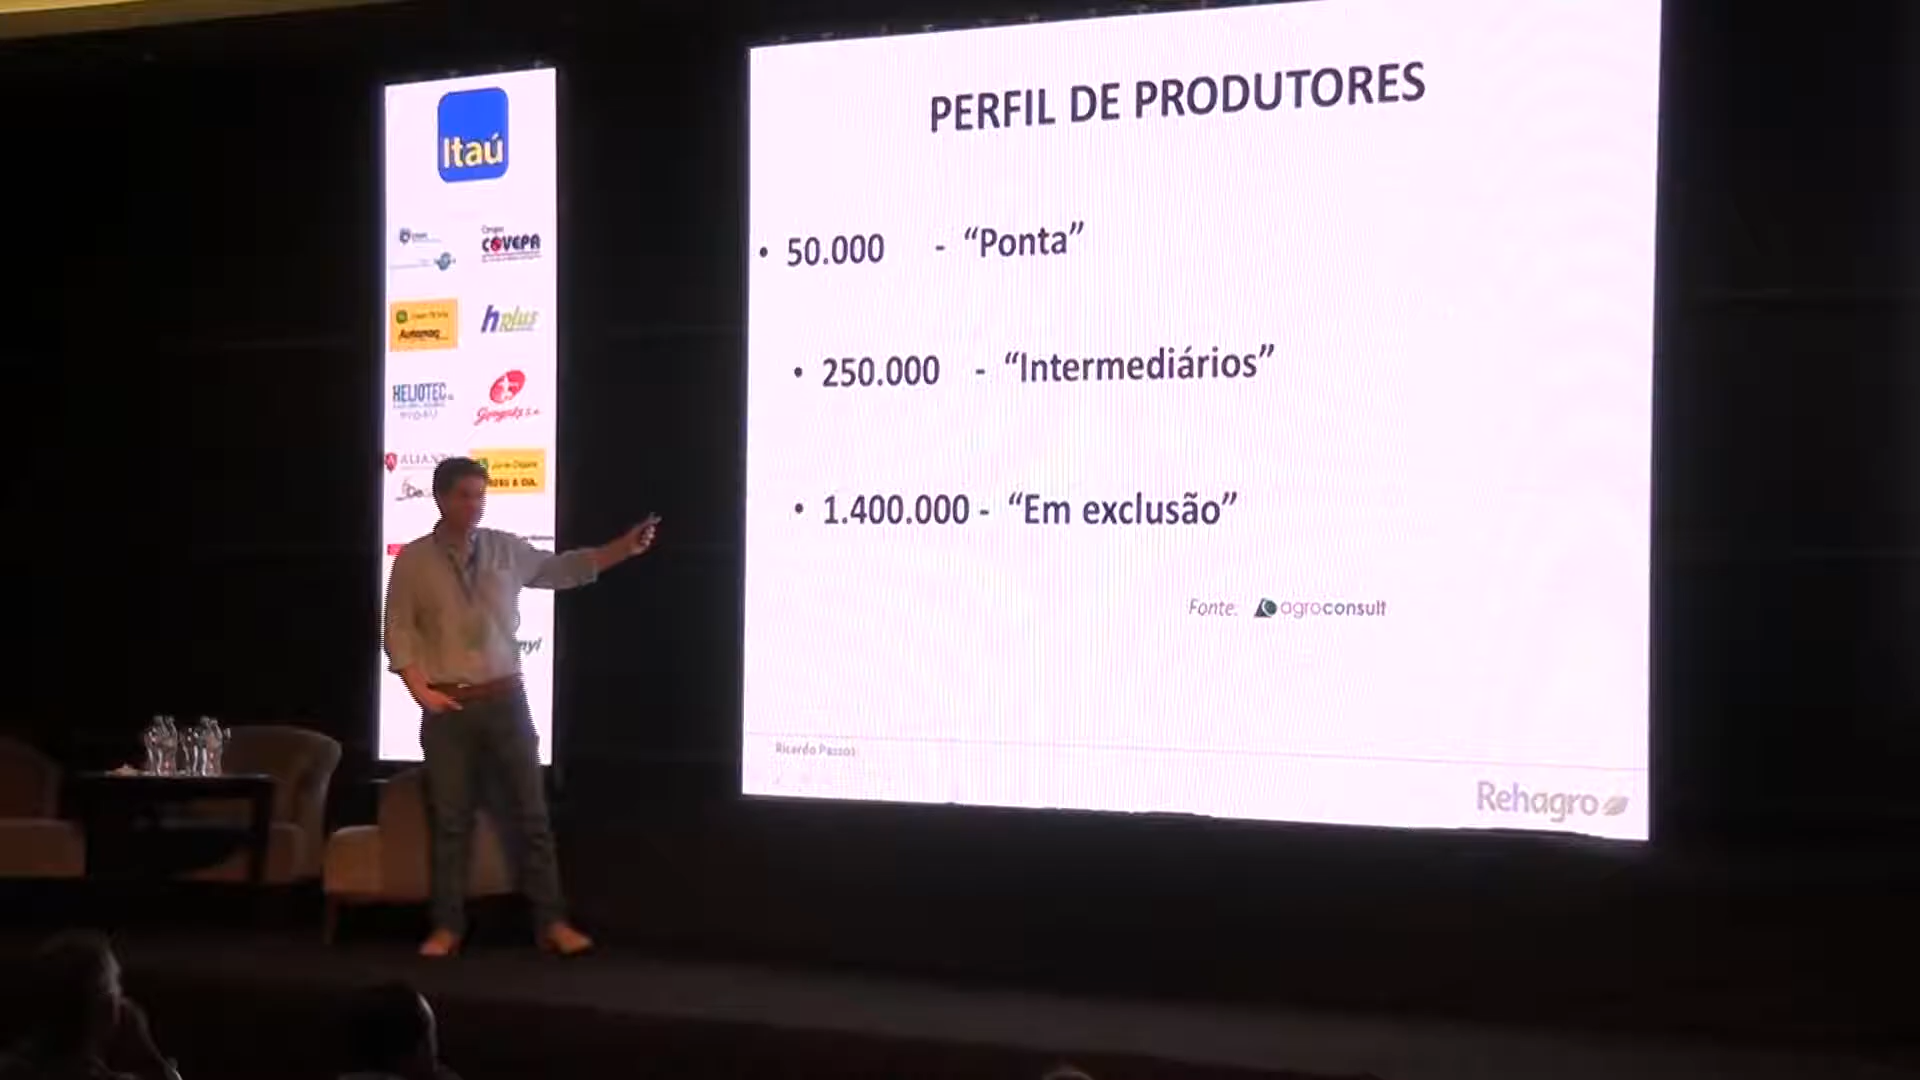 Itaú
COVEPA
hplus
HELIOTEC
PERFIL DE PRODUTORES
• 50.000 - “Ponta”
• 250.000 - “Intermediários”
• 1.400.000 - “Em exclusão”
Fonte: agroconsult
Ricardo Passos
Rehagro